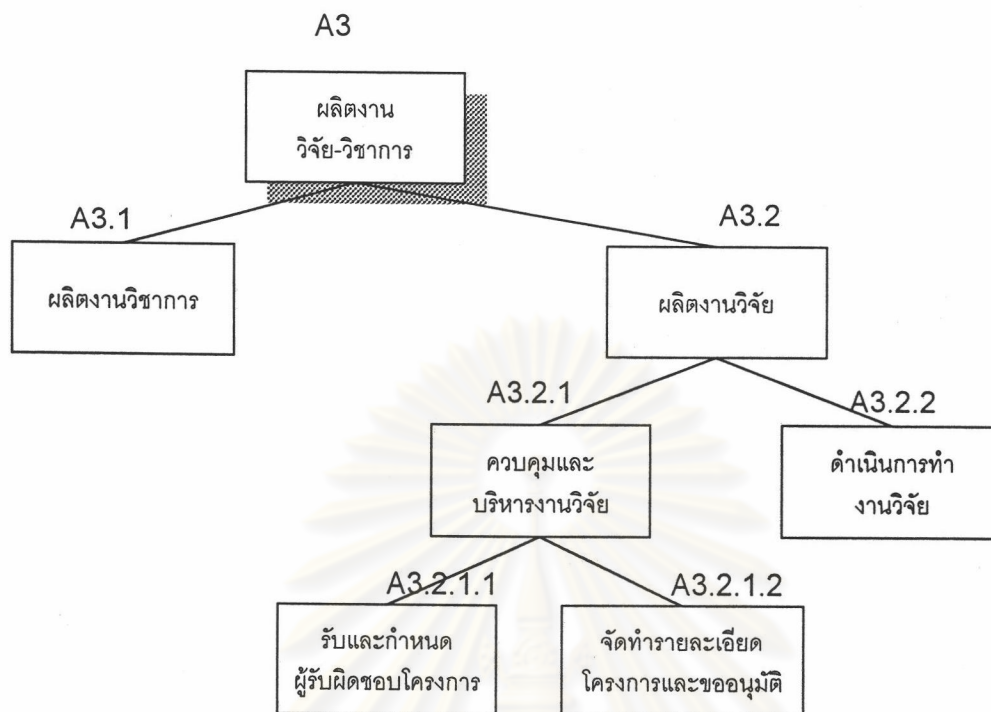 A3
ผลิตงาน
วิจัย-วิชาการ
A3.1
A3.2
ผลิตงานวิชาการ
ผลิตงานวิจัย
A3.2.1
A3.2.2
ควบคุมและ
บริหารงานวิจัย
ดำเนินการทำ
งานวิจัย
A3.2.1.1
A3.2.1.2
รับและกำหนด
ผู้รับผิดชอบโครงการ
จัดทำรายละเอียด
โครงการและขออนุมัติ